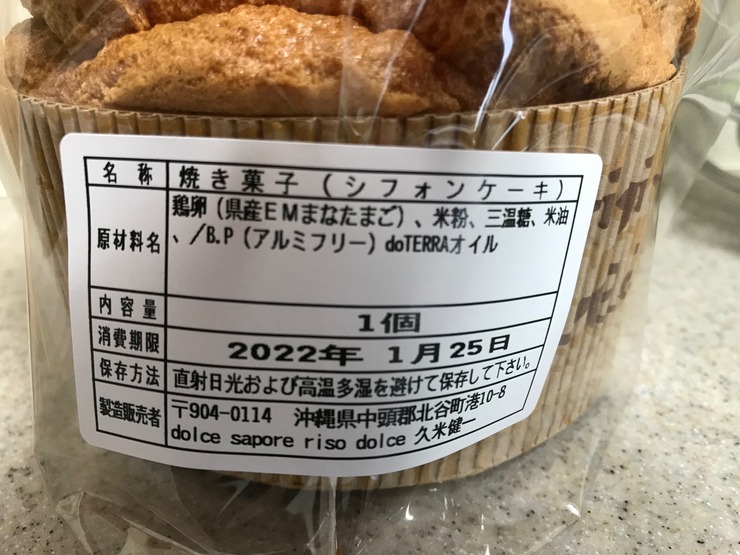 名称 焼き菓子(シフォンケーキ)
原材料名 鶏卵(県産EMまなたまご)、米粉、三温糖、米油
、/B.P(アルミフリー)doTERRAオイル
内容量 1個
消費期限 2022年 1月25日
保存方法 直射日光および高温多湿を避けて保存して下さい。
製造販売者 〒904-0114 沖縄県中頭郡北谷町港10-8
dolce sapore riso dolce 久米健一